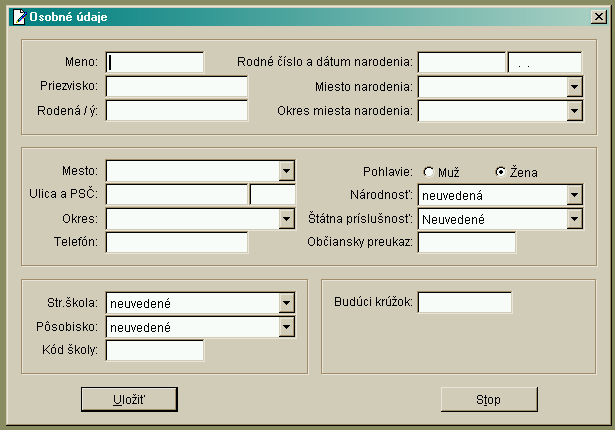 Osobné údaje
Meno:
Rodné číslo a dátum narodenia:
. .
Priezvisko:
Miesto narodenia:
Rodená / ý:
Okres miesta narodenia:
Mesto:
Pohlavie:
Muž
Žena
Ulica a PSČ:
Národnosť:
neuvedená
Okres:
Štátna príslušnosť:
Neuvedené
Telefón:
Občiansky preukaz:
Str.škola:
neuvedené
Budúci krúžok:
Pôsobisko:
neuvedené
Kód školy:
Uložiť
Stop